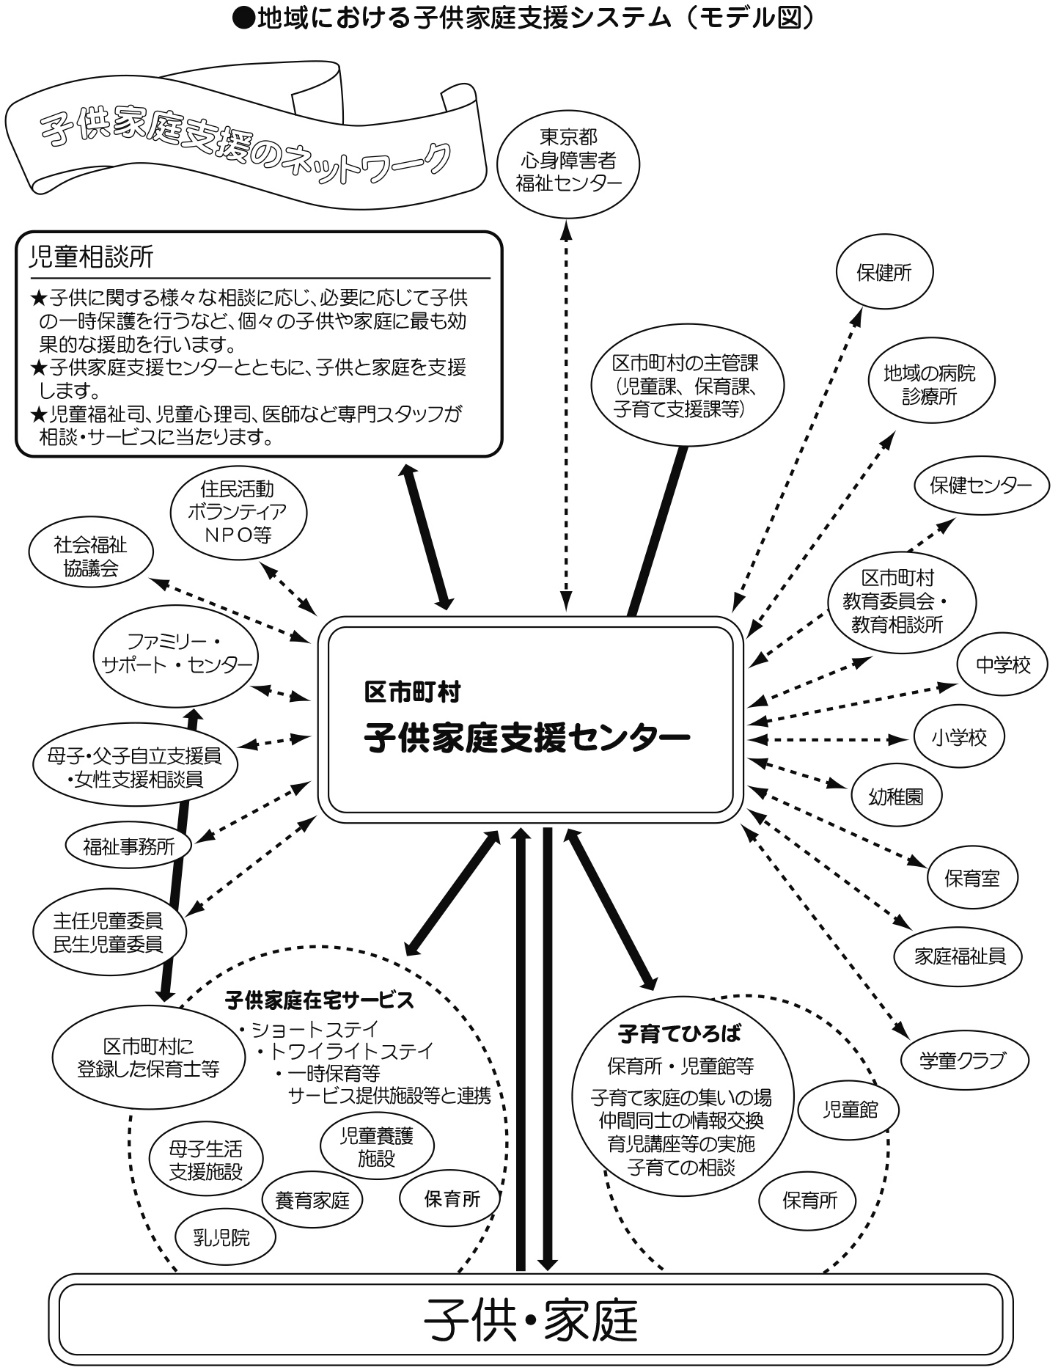 ●地域における子供家庭支援システム（モデル図）
子供家庭支援のネットワーク
東京都
心身障害者
福祉センター
児童相談所
★子供に関する様々な相談に応じ、必要に応じて子供
の一時保護を行うなど、個々の子供や家庭に最も効
果的な援助を行います。
★子供家庭支援センターとともに、子供と家庭を支援
します。
★児童福祉司、児童心理司、医師など専門スタッフが
相談・サービスに当たります。
保健所
区市町村の主管課
（児童課、保育課、
子育て支援課等）
地域の病院
診療所
保健センター
住民活動
ボランティア
ＮＰＯ等
社会福祉
協議会
区市町村
教育委員会・
教育相談所
ファミリー・
サポート・センター
中学校
区市町村
子供家庭支援センター
小学校
母子・父子自立支援員
・女性支援相談員
幼稚園
福祉事務所
保育室
主任児童委員
民生児童委員
家庭福祉員
学童クラブ
子供家庭在宅サービス
・ショートステイ
・トワイライトステイ
・一時保育等
サービス提供施設等と連携
区市町村に
登録した保育士等
母子生活
支援施設
児童養護
施設
養育家庭
保育所
乳児院
子育てひろば
保育所・児童館等
子育て家庭の集いの場
仲間同士の情報交換
育児講座等の実施
子育ての相談
児童館
保育所
子供・家庭